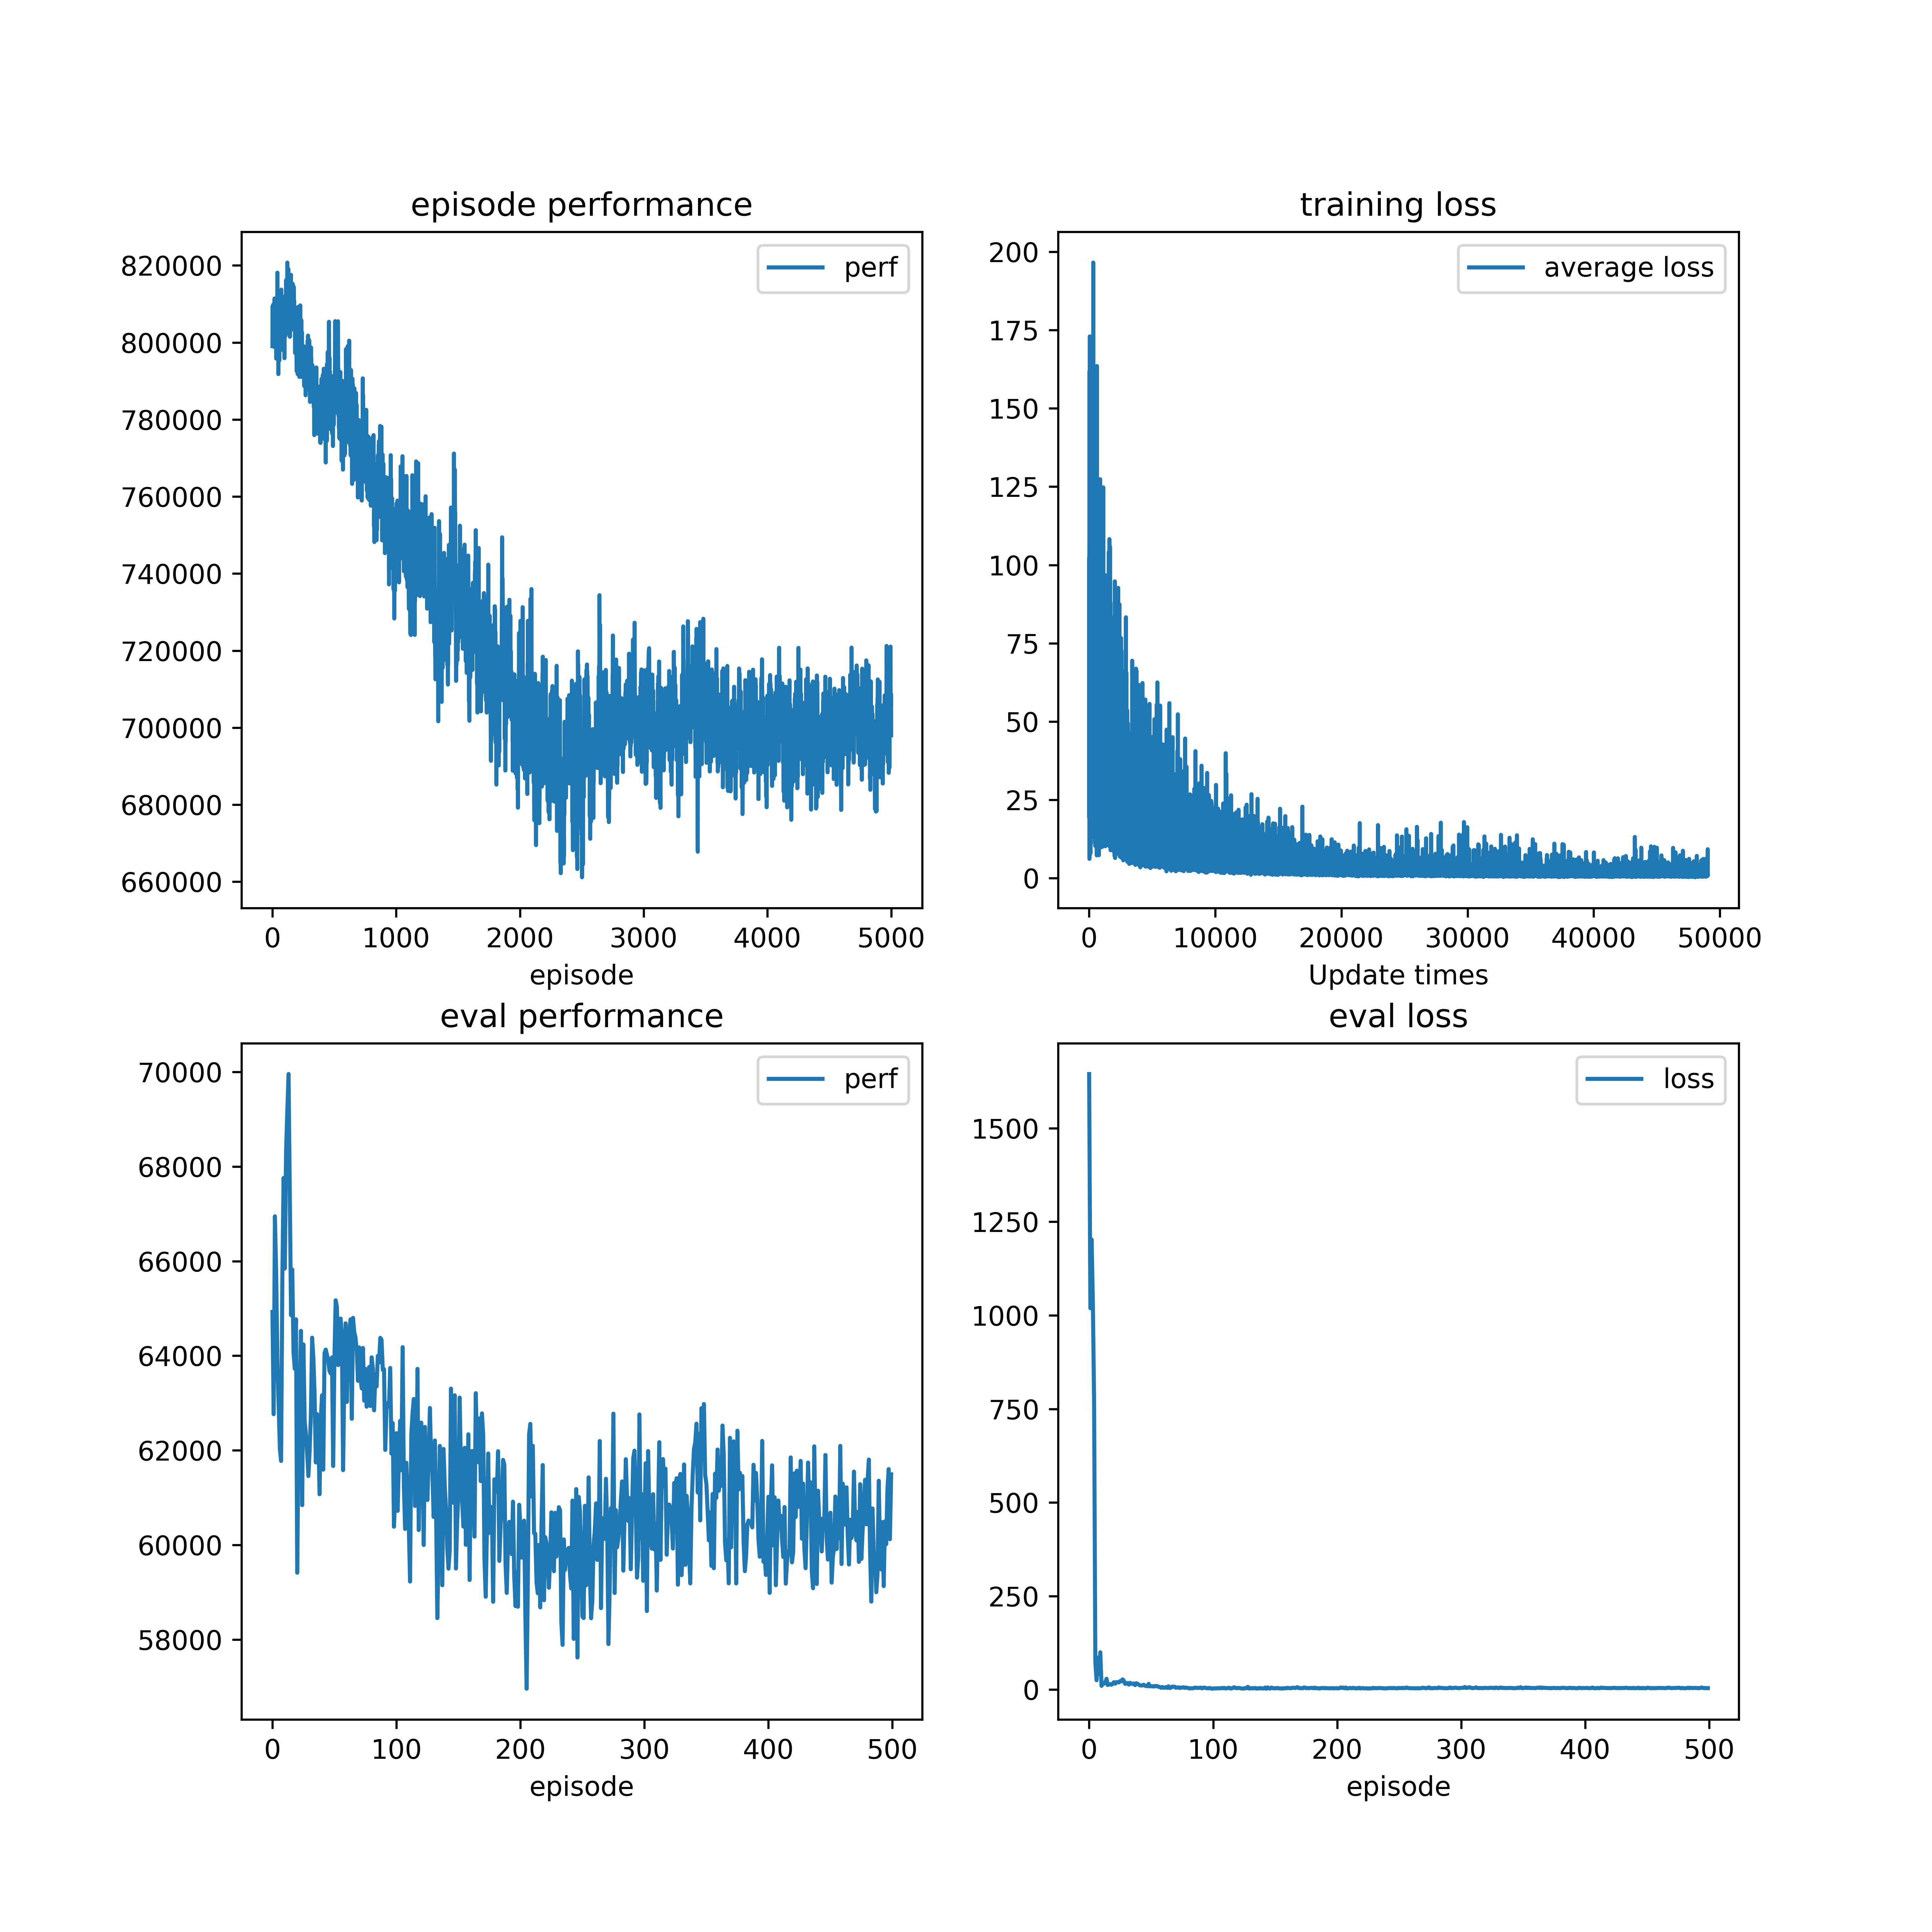 episode performance
perf
820000
800000
780000
760000
740000
720000
700000
680000
660000
0 1000 2000 3000 4000 5000
episode
training loss
average loss
200
175
150
125
100
75
50
25
0
0 10000 20000 30000 40000 50000
Update times
eval performance
perf
70000
68000
66000
64000
62000
60000
58000
0 100 200 300 400 500
episode
eval loss
loss
1500
1250
1000
750
500
250
0
0 100 200 300 400 500
episode